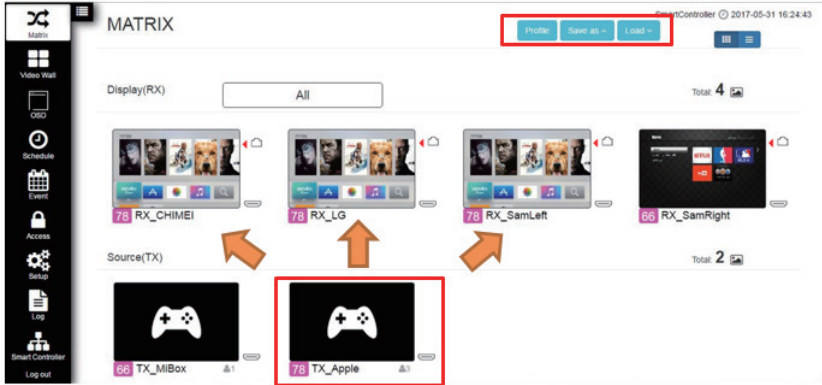 SmartController 2017-05-31 16:24:43
MATRIX
Profile
Save as
Load
Matrix
Video Wall
OSD
Schedule
Event
Access
Setup
Log
Smart Controller
Log out
Display(RX)
All
Total: 4
78 RX_CHIMEI
78 RX_LG
78 RX_SamLeft
66 RX_SamRight
Source(TX)
Total: 2
66 TX_MiBox
1
78 TX_Apple
3